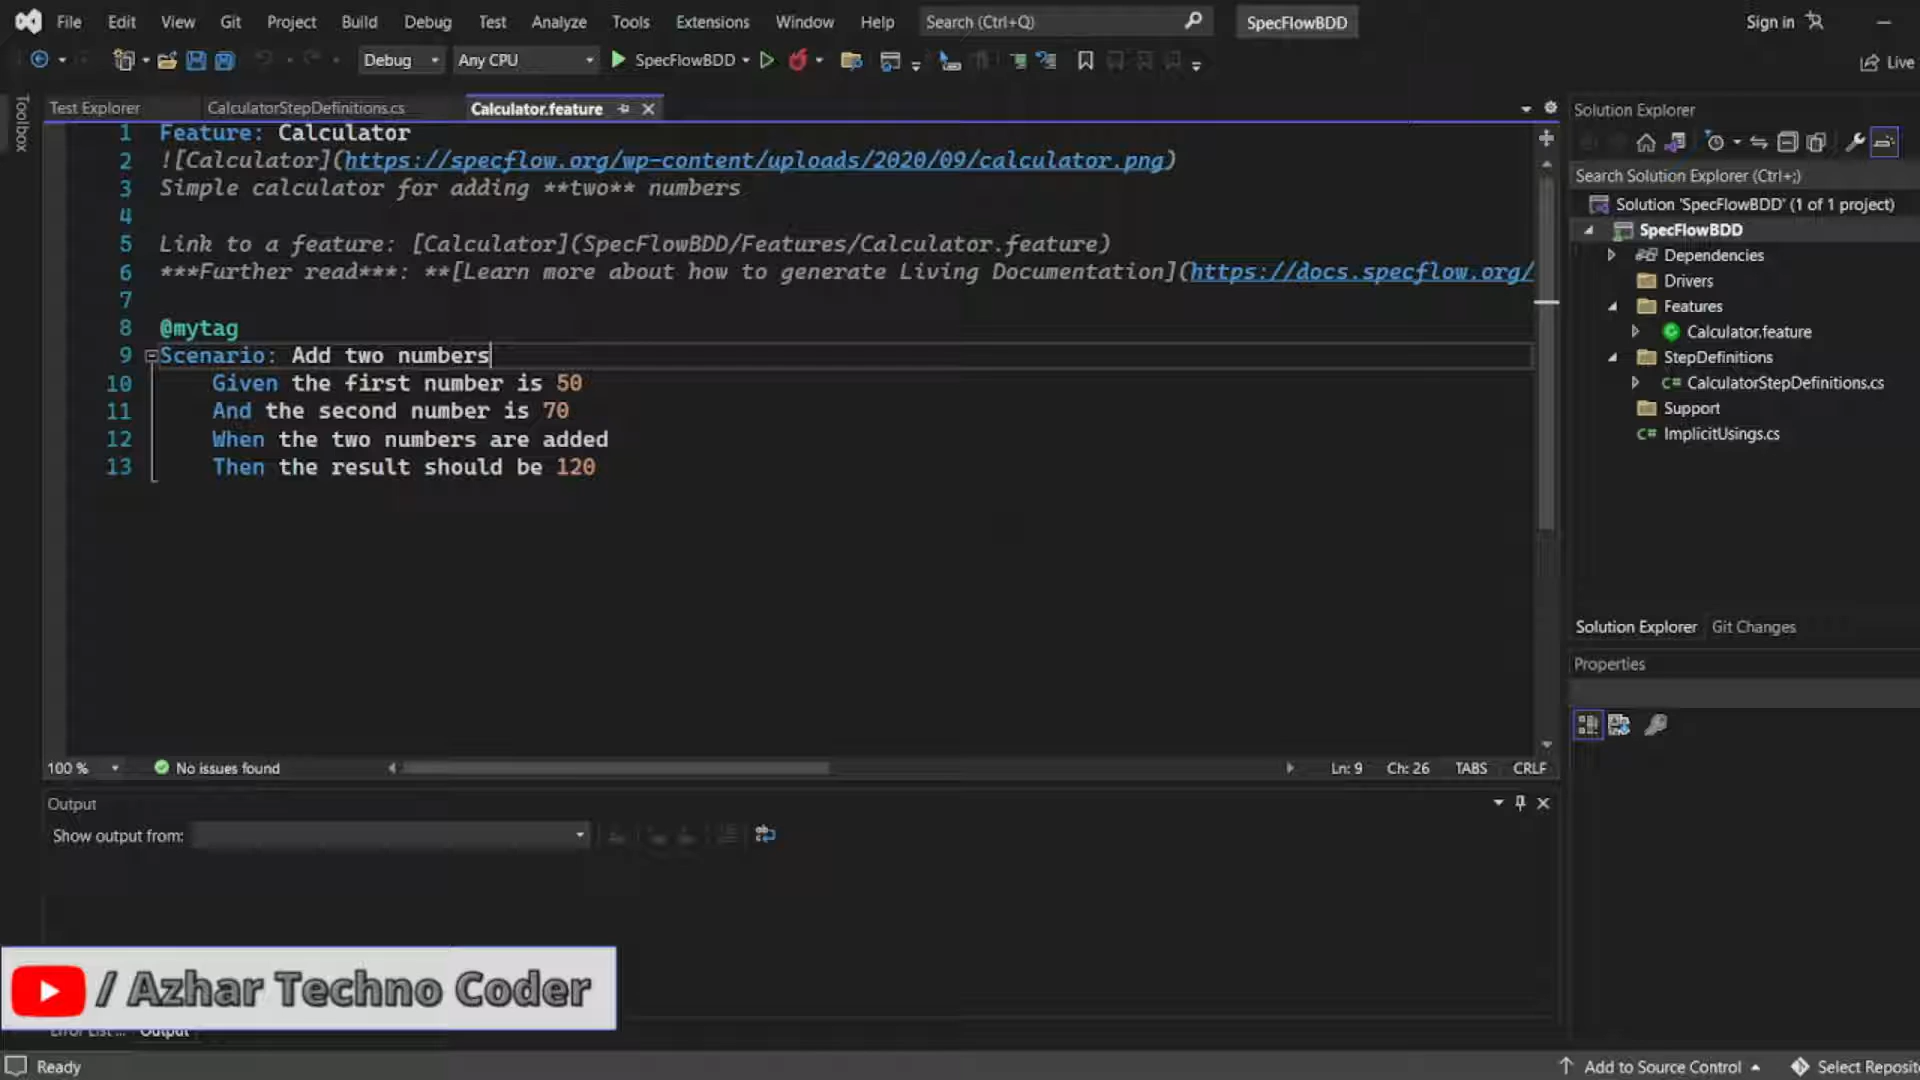 File Edit View Git Project Build Debug Test Analyze Tools Extensions Window Help Search (Ctrl+Q) SpecFlowBDD Sign in
Debug Any CPU SpecFlowBDD Live
Toolbox
Test Explorer CalculatorStepDefinitions.cs Calculator.feature
1 Feature: Calculator
2 ![Calculator](https://specflow.org/wp-content/uploads/2020/09/calculator.png)
3 Simple calculator for adding **two** numbers
4
5 Link to a feature: [Calculator](SpecFlowBDD/Features/Calculator.feature)
6 ***Further read***: **[Learn more about how to generate Living Documentation](https://docs.specflow.org/
7
8 @mytag
9 Scenario: Add two numbers
10 Given the first number is 50
11 And the second number is 70
12 When the two numbers are added
13 Then the result should be 120
100 % No issues found Ln: 9 Ch: 26 TABS CRLF
Output
Show output from:
/ Azhar Techno Coder
Output
Solution Explorer
Search Solution Explorer (Ctrl+;)
Solution 'SpecFlowBDD' (1 of 1 project)
SpecFlowBDD
Dependencies
Drivers
Features
Calculator.feature
StepDefinitions
C# CalculatorStepDefinitions.cs
Support
C# ImplicitUsings.cs
Solution Explorer Git Changes
Properties
Ready Add to Source Control Select Reposit